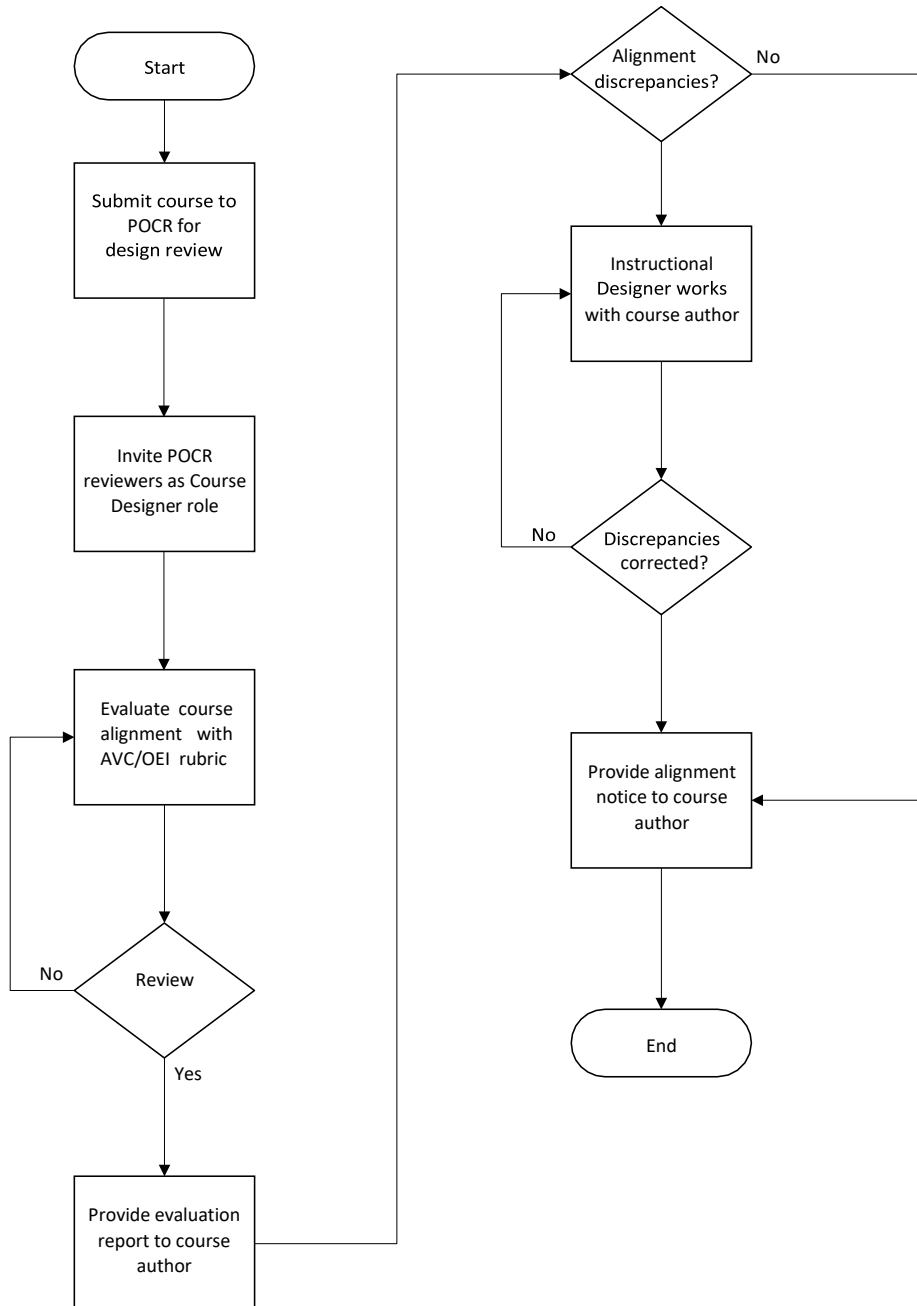 Start
Submit course to
POCR for
design review
Invite POCR
reviewers as Course
Designer role
Evaluate course
alignment with
AVC/OEI rubric
Review
No
Yes
Provide evaluation
report to course
author
Alignment
discrepancies?
No
Instructional
Designer works
with course author
Discrepancies
corrected?
No
Provide alignment
notice to course
author
End